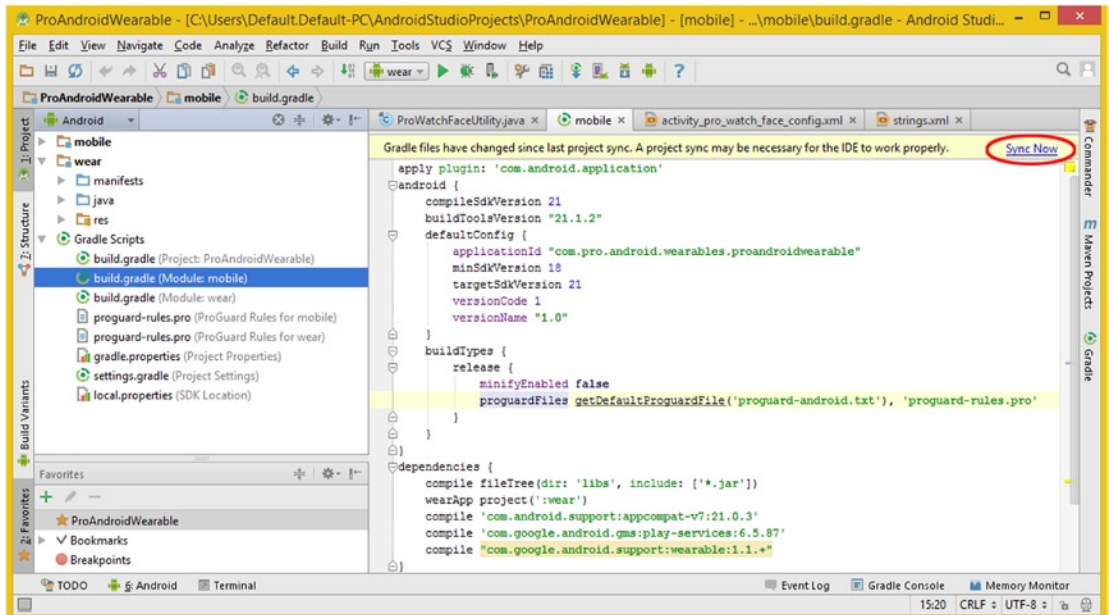 ProAndroidWearable - [C:\Users\Default.Default-PC\AndroidStudioProjects\ProAndroidWearable] - [mobile] - ...\mobile\build.gradle - Android Studi...
File Edit View Navigate Code Analyze Refactor Build Run Tools VCS Window Help
wear
ProAndroidWearable mobile build.gradle
Android
ProWatchFaceUtility.java mobile activity_pro_watch_face_config.xml strings.xml
1: Project
Z: Structure
Build Variants
2: Favorites
mobile
wear
manifests
java
res
Gradle Scripts
build.gradle (Project: ProAndroidWearable)
build.gradle (Module: mobile)
build.gradle (Module: wear)
proguard-rules.pro (ProGuard Rules for mobile)
proguard-rules.pro (ProGuard Rules for wear)
gradle.properties (Project Properties)
settings.gradle (Project Settings)
local.properties (SDK Location)
Favorites
ProAndroidWearable
Bookmarks
Breakpoints
Gradle files have changed since last project sync. A project sync may be necessary for the IDE to work properly. Sync Now
apply plugin: 'com.android.application'
android {
compileSdkVersion 21
buildToolsVersion "21.1.2"
defaultConfig {
applicationId "com.pro.android.wearables.proandroidwearable"
minSdkVersion 18
targetSdkVersion 21
versionCode 1
versionName "1.0"
}
buildTypes {
release {
minifyEnabled false
proguardFiles getDefaultProguardFile('proguard-android.txt'), 'proguard-rules.pro'
}
}
}
dependencies {
compile fileTree(dir: 'libs', include: ['*.jar'])
wearApp project(':wear')
compile 'com.android.support:appcompat-v7:21.0.3'
compile 'com.google.android.gms:play-services:6.5.87'
compile "com.google.android.support:wearable:1.1.+"
}
Commander
m Maven Projects
Gradle
TODO 6: Android Terminal Event Log Gradle Console Memory Monitor
15:20 CRLF UTF-8